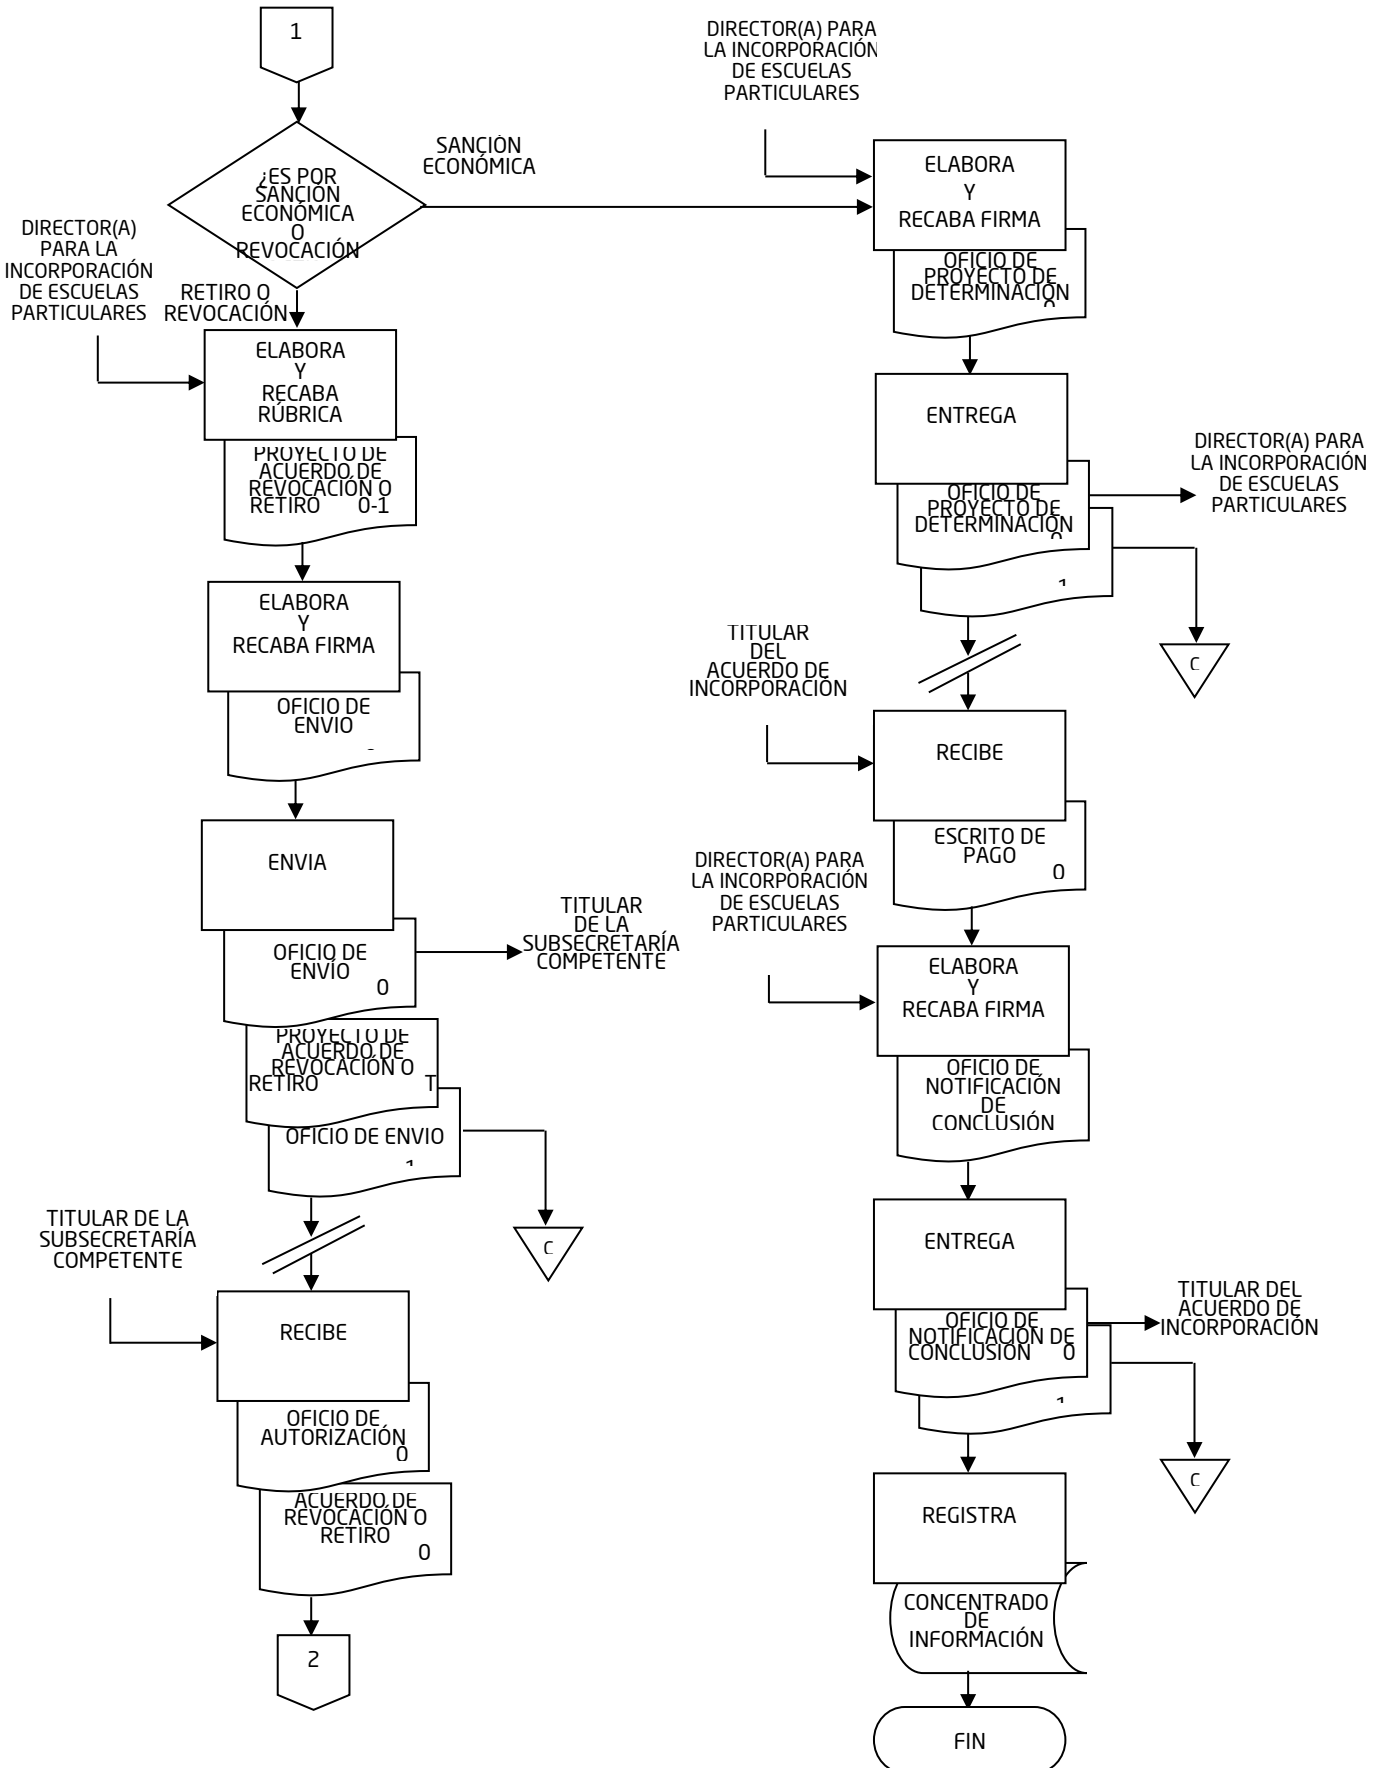 1
¿ES POR
SANCIÓN
ECONÓMICA
O
REVOCACIÓN
SANCIÓN
ECONÓMICA
DIRECTOR(A)
PARA LA
INCORPORACIÓN
DE ESCUELAS
PARTICULARES
RETIRO O
REVOCACIÓN
ELABORA
Y
RECABA
RÚBRICA
PROYECTO DE
ACUERDO DE
REVOCACIÓN O
RETIRO 0-1
ELABORA
Y
RECABA FIRMA
OFICIO DE
ENVIO
ENVIA
OFICIO DE
ENVÍO
0
TITULAR
DE LA
SUBSECRETARÍA
COMPETENTE
PROYECTO DE
ACUERDO DE
REVOCACIÓN O
RETIRO T
OFICIO DE ENVIO
1
C
TITULAR DE LA
SUBSECRETARÍA
COMPETENTE
RECIBE
OFICIO DE
AUTORIZACIÓN
0
ACUERDO DE
REVOCACIÓN O
RETIRO
0
2
DIRECTOR(A) PARA
LA INCORPORACIÓN
DE ESCUELAS
PARTICULARES
ELABORA
Y
RECABA FIRMA
OFICIO DE
PROYECTO DE
DETERMINACIÓN
0
ENTREGA
OFICIO DE
PROYECTO DE
DETERMINACIÓN
0
1
DIRECTOR(A) PARA
LA INCORPORACIÓN
DE ESCUELAS
PARTICULARES
C
TITULAR
DEL
ACUERDO DE
INCORPORACIÓN
RECIBE
ESCRITO DE
PAGO
0
DIRECTOR(A) PARA
LA INCORPORACIÓN
DE ESCUELAS
PARTICULARES
ELABORA
Y
RECABA FIRMA
OFICIO DE
NOTIFICACIÓN
DE
CONCLUSIÓN
ENTREGA
OFICIO DE
NOTIFICACIÓN DE
CONCLUSIÓN 0
1
TITULAR DEL
ACUERDO DE
INCORPORACIÓN
C
REGISTRA
CONCENTRADO
DE
INFORMACIÓN
FIN